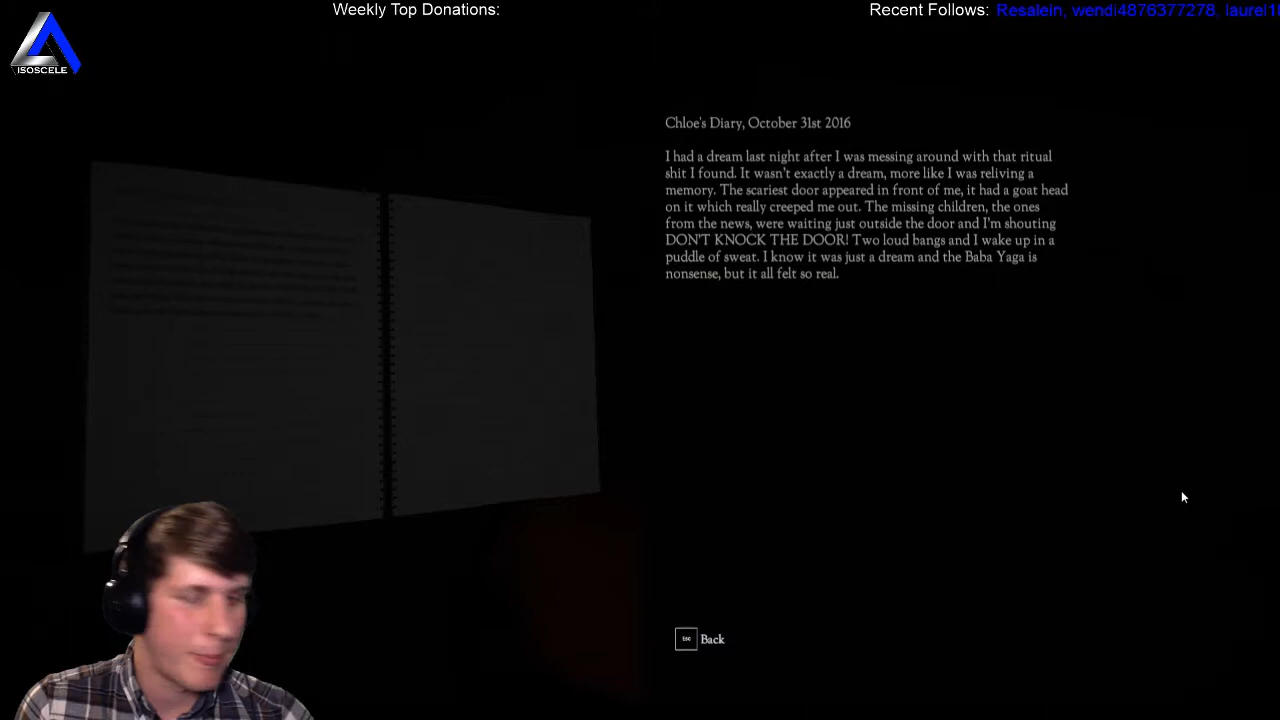 Weekly Top Donations:
Recent Follows: Resalein, wendi4876377278,
ISOSCELE
Chloe's Diary, October 31st 2016
I had a dream last night after I was messing around with that ritual
shit I found. It wasn't exactly a dream, more like I was reliving a
memory. The scariest door appeared in front of me, it had a goat head
on it which really creeped me out. The missing children, the ones
from the news, were waiting just outside the door and I'm shouting
DON'T KNOCK THE DOOR! Two loud bangs and I wake up in a
puddle of sweat. I know it was just a dream and the Baba Yaga is
nonsense, but it all felt so real.
Esc Back